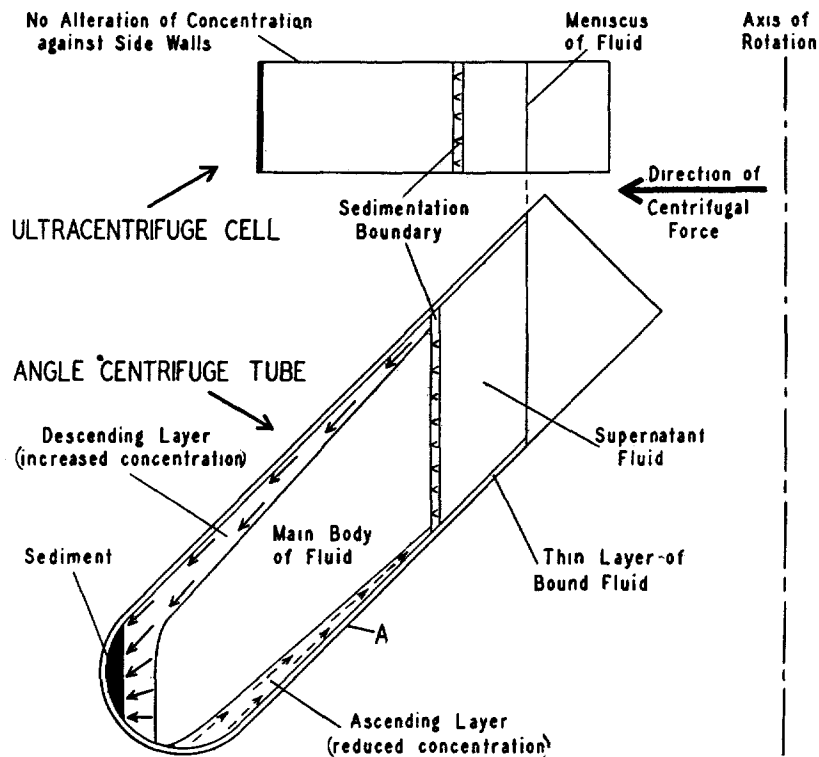 No Alteration of Concentration
against Side Walls
Meniscus
of Fluid
Axis of
Rotation
Direction of
Centrifugal
Force
ULTRACENTRIFUGE CELL
Sedimentation
Boundary
ANGLE CENTRIFUGE TUBE
Descending Layer
(increased concentration)
Supernatant
Fluid
Main Body
of Fluid
Sediment
Thin Layer of
Bound Fluid
A
Ascending Layer
(reduced concentration)